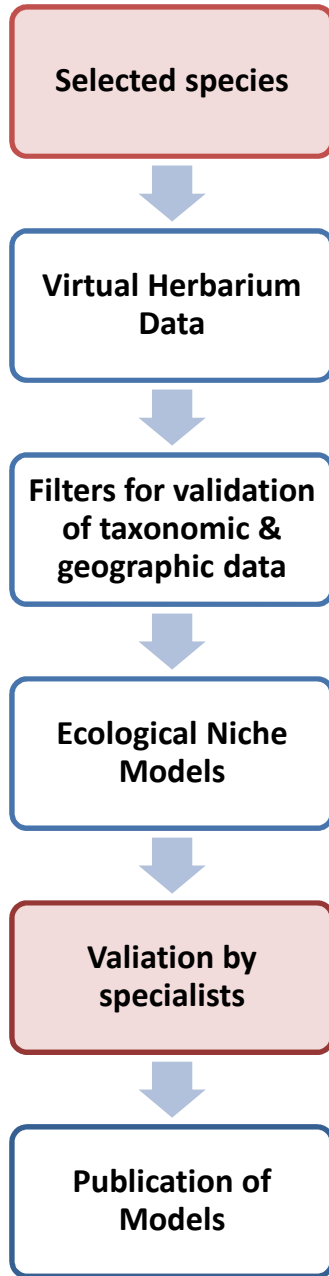 Selected species
Virtual Herbarium
Data
Filters for validation
of taxonomic &
geographic data
Ecological Niche
Models
Valiation by
specialists
Publication of
Models